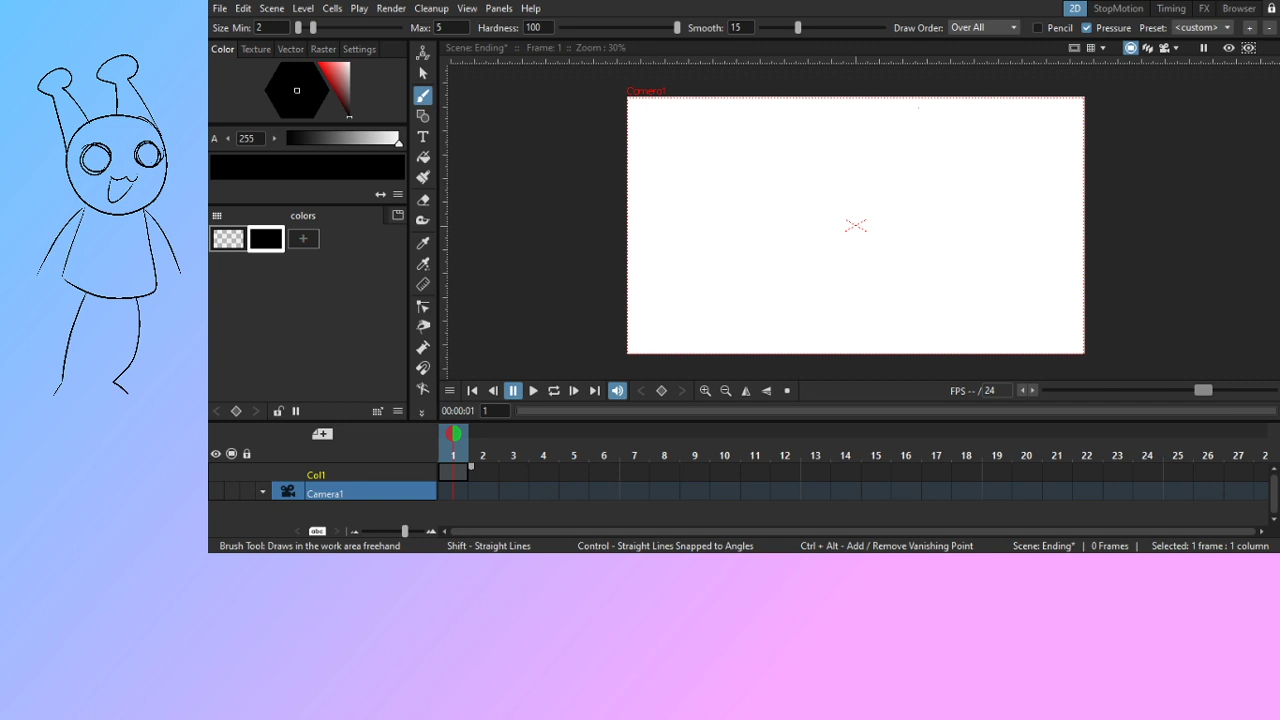 File Edit Scene Level Cells Play Render Cleanup View Panels Help 2D StopMotion Timing FX Browser
Size Min: 2 Max: 5 Hardness: 100 Smooth: 15 Draw Order: Over All Pencil Pressure Preset: <custom> + -
Color Texture Vector Raster Settings
Scene: Ending* :: Frame: 1 :: Zoom : 30%
Camera1
A 255
colors
+
FPS -- / 24
00:00:01 1
1 2 3 4 5 6 7 8 9 10 11 12 13 14 15 16 17 18 19 20 21 22 23 24 25 26 27 2
Col1
Camera1
abc
Brush Tool: Draws in the work area freehand Shift - Straight Lines Control - Straight Lines Snapped to Angles Ctrl + Alt - Add / Remove Vanishing Point Scene: Ending* | 0 Frames | Selected: 1 frame : 1 column